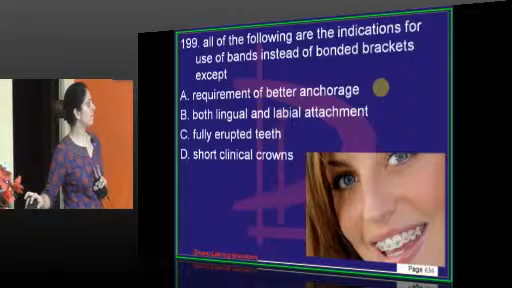 199. all of the following are the indications for
use of bands instead of bonded brackets
except
A. requirement of better anchorage
B. both lingual and labial attachment
C. fully erupted teeth
D. short clinical crowns
Page 634